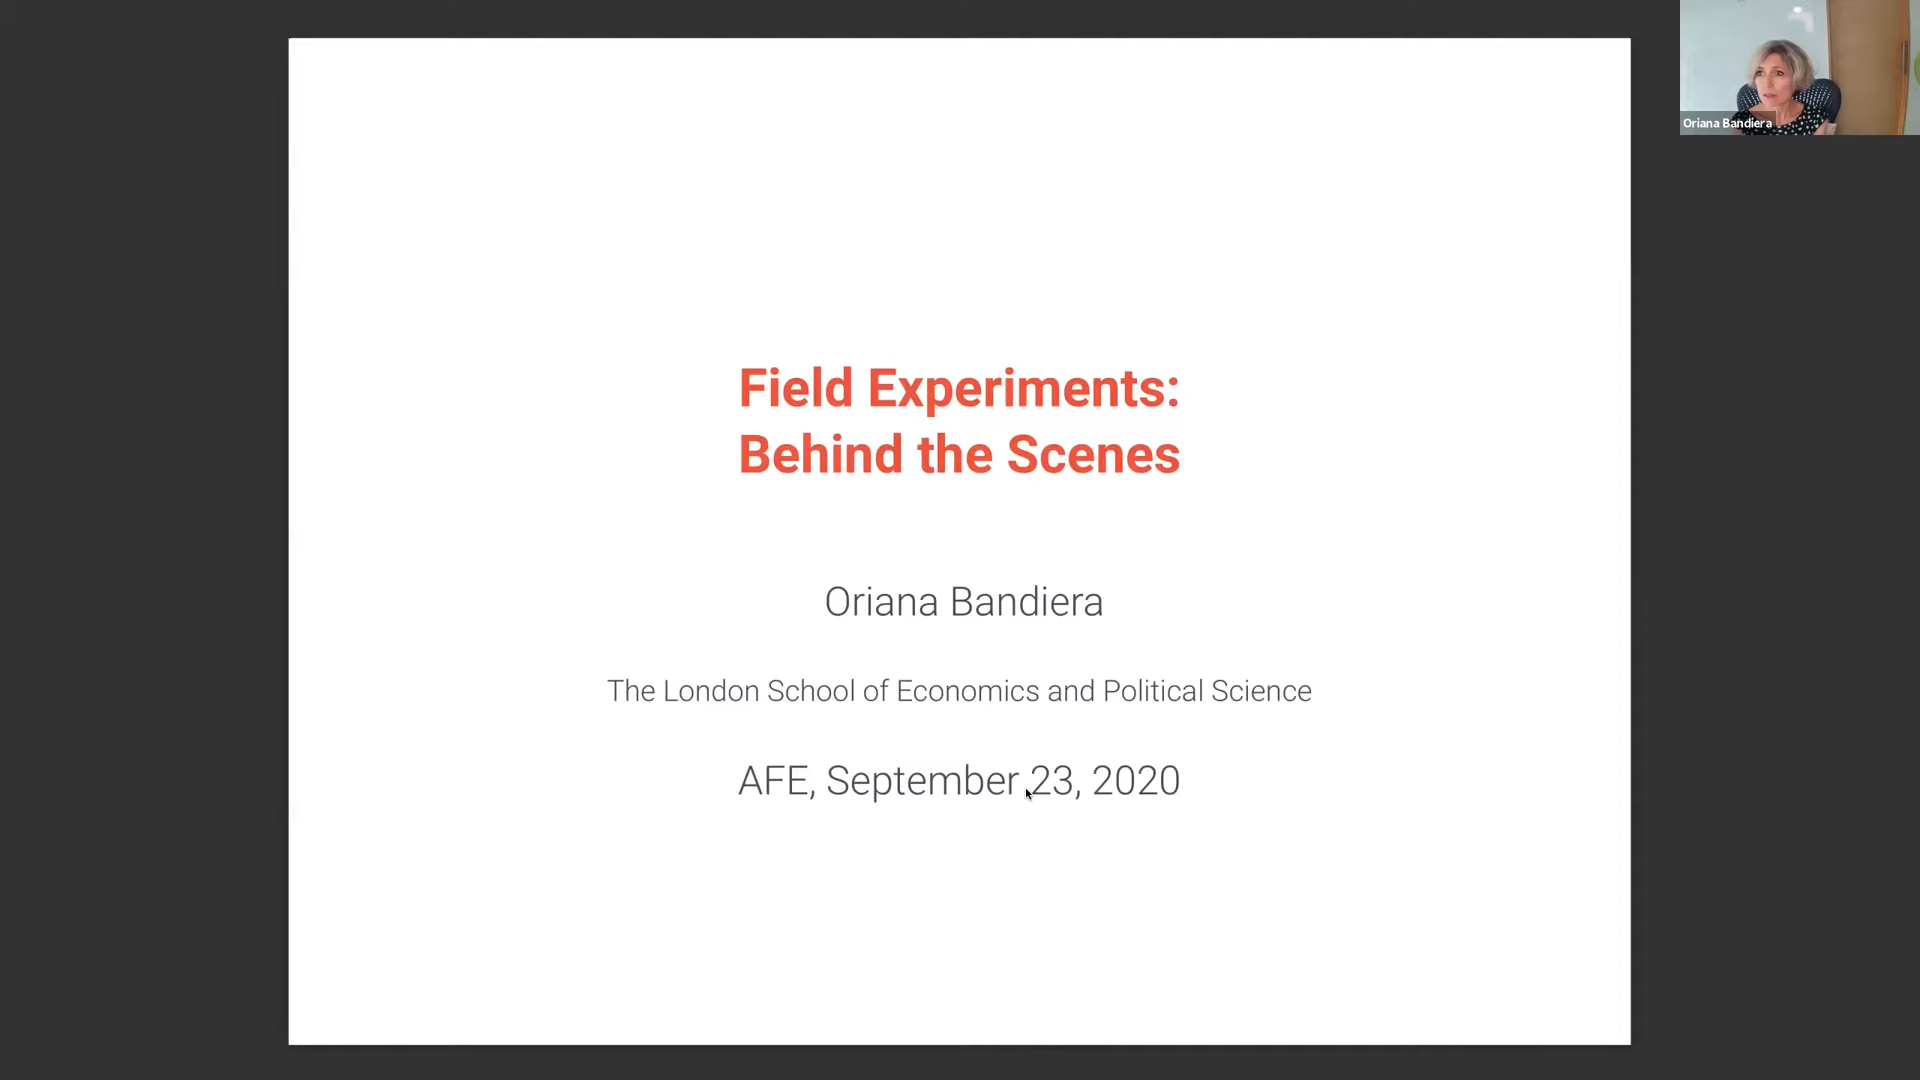 Field Experiments:
Behind the Scenes
Oriana Bandiera
The London School of Economics and Political Science
AFE, September 23, 2020
Oriana Bandiera